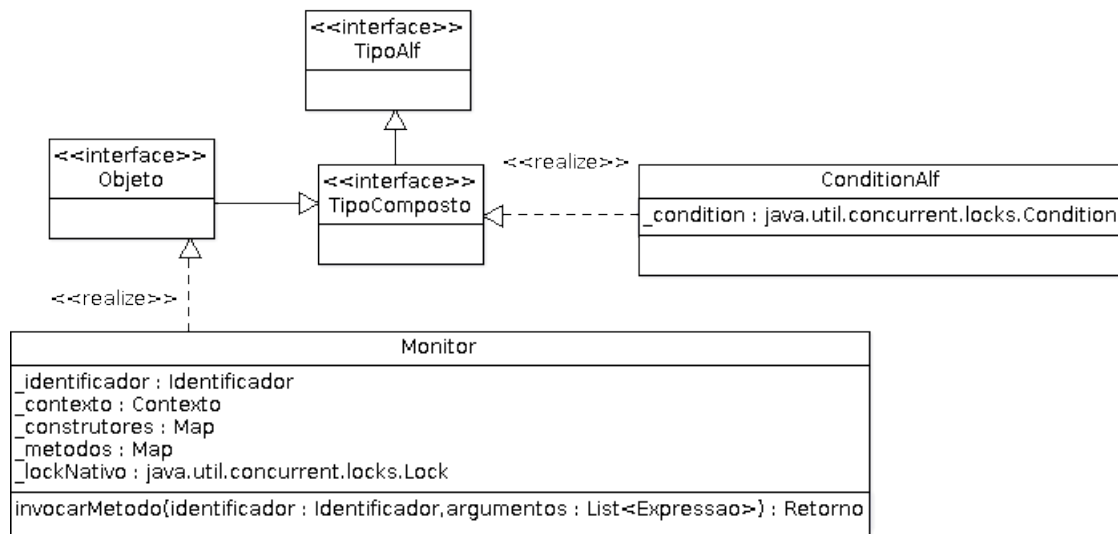 <<interface>>
TipoAlf
<<interface>>
Objeto
<<interface>>
TipoComposto
<<realize>>
ConditionAlf
_condition : java.util.concurrent.locks.Condition
<<realize>>
Monitor
_identificador : Identificador
_contexto : Contexto
_construtores : Map
_metodos : Map
_lockNativo : java.util.concurrent.locks.Lock
invocarMetodo(identificador : Identificador,argumentos : List<Expressao>) : Retorno